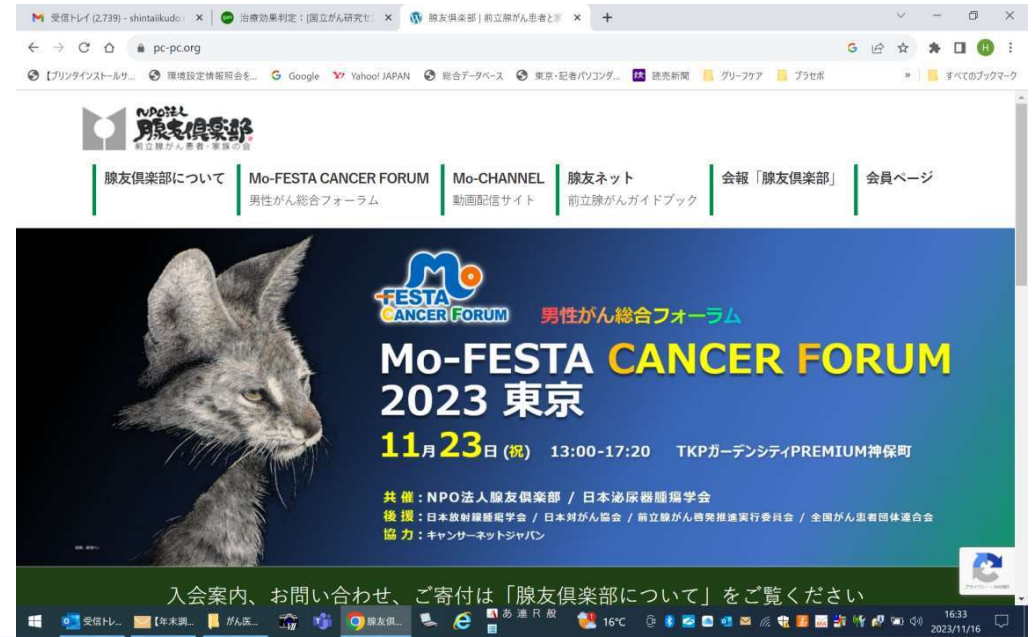 受信トレイ (2,739) - shintaiikudo
治療効果判定:[国立がん研究セ
腺友倶楽部 | 前立腺がん患者と
pc-pc.org
【プリンタインストールサ...
環境設定情報照会を...
Google
Yahoo! JAPAN
総合データベース
東京・記者パソコンダ...
読売新聞
グリーフケア
プラセボ
»
すべてのブックマーク
NPO法人
腺友倶楽部
前立腺がん患者・家族の会
腺友倶楽部について
Mo-FESTA CANCER FORUM
男性がん総合フォーラム
Mo-CHANNEL
動画配信サイト
腺友ネット
前立腺がんガイドブック
会報「腺友倶楽部」
会員ページ
Mo
FESTA
CANCER FORUM
男性がん総合フォーラム
Mo-FESTA CANCER FORUM
2023 東京
11月23日 (祝) 13:00-17:20 TKPガーデンシティPREMIUM神保町
共 催:NPO法人腺友倶楽部 / 日本泌尿器腫瘍学会
後 援:日本放射線腫瘍学会 / 日本対がん協会 / 前立腺がん啓発推進実行委員会 / 全国がん患者団体連合会
協 力:キャンサーネットジャパン
入会案内、お問い合わせ、ご寄付は「腺友倶楽部について」をご覧ください
受信トレ...
【年末調...
がん医...
腺友倶...
あ 連 R 般
16°C
16:33
2023/11/16